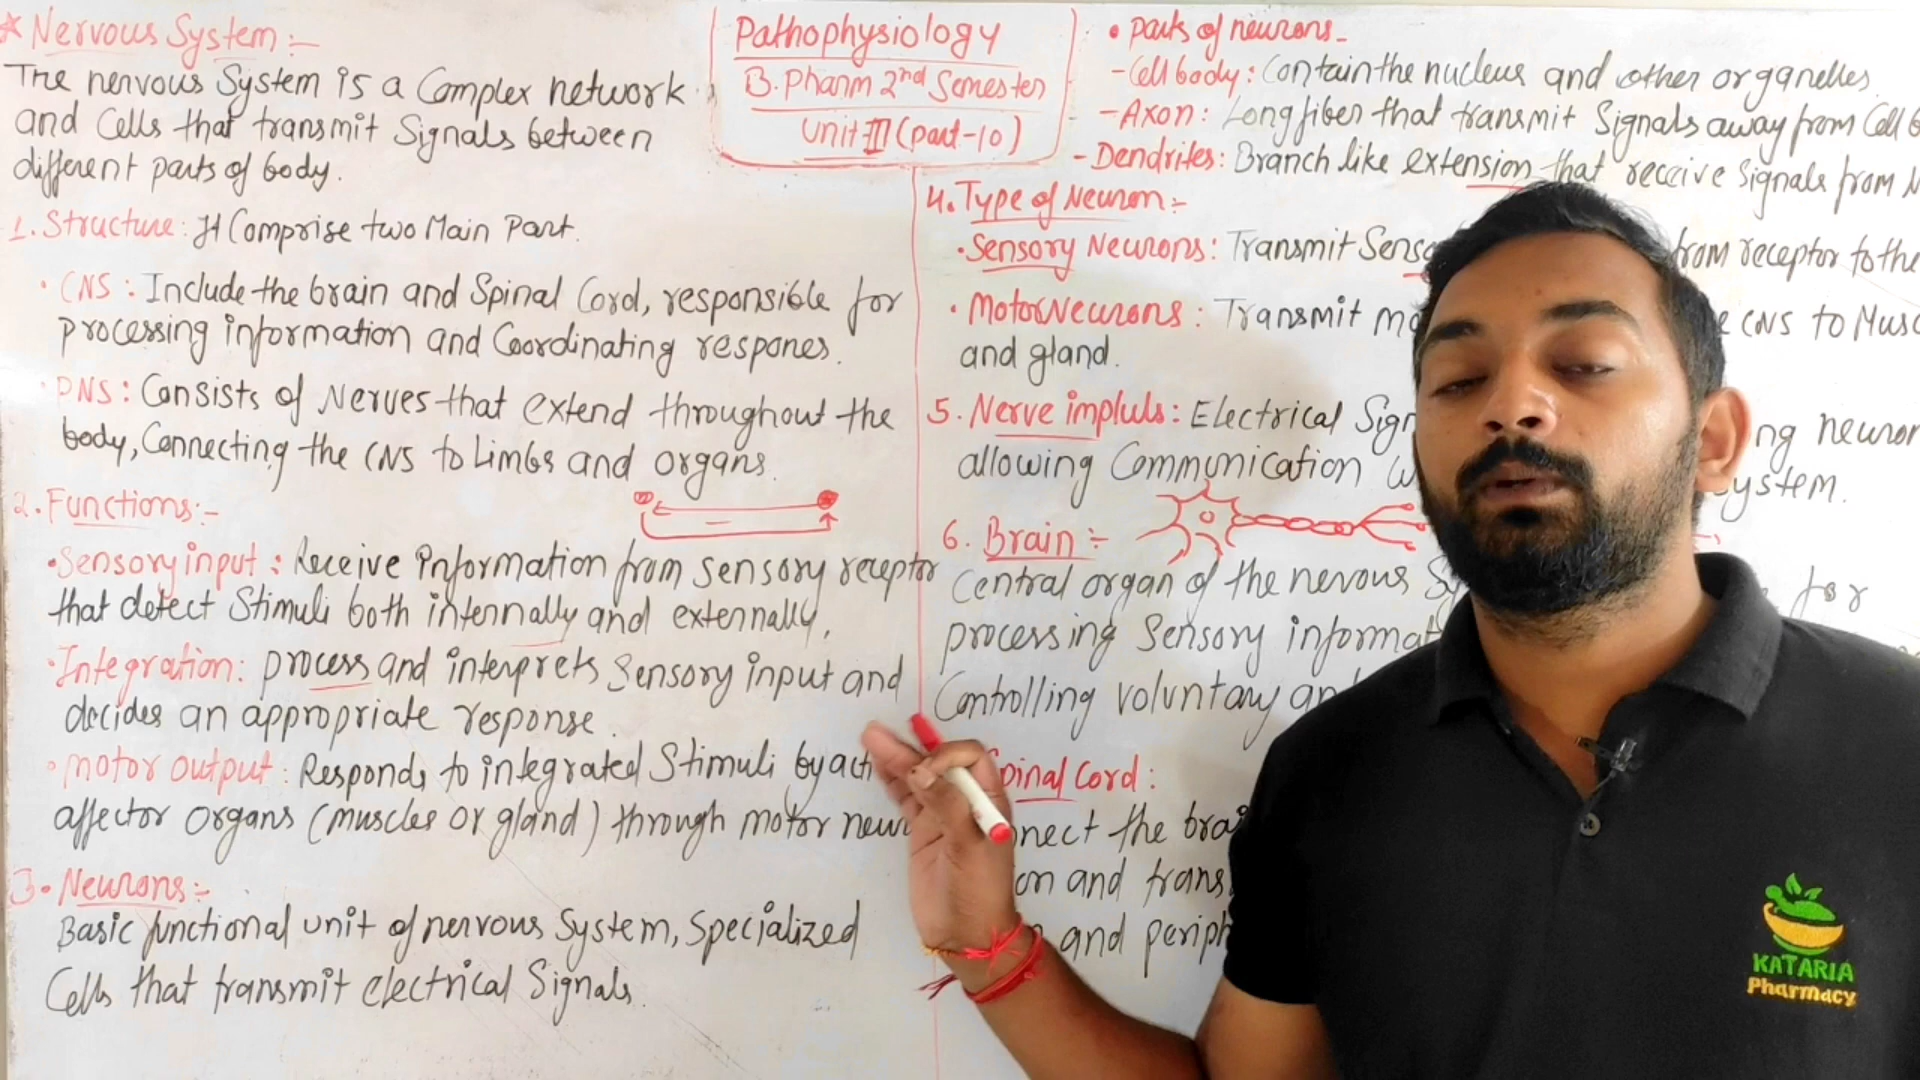 * Nervous System :-
The nervous System is a Complex network
and Cells that transmit Signals between
different parts of body.
1. Structure: It Comprise two Main Part.
• CNS : Include the brain and Spinal Cord, responsible for
processing information and Coordinating respones.
• PNS : Consists of Nerves that extend throughout the
body, Connecting the CNS to Limbs and organs.
2. Functions:-
• Sensory input : Receive Information from Sensory receptor
that detect Stimuli both internally and externally,
• Integration: process and interprets Sensory input and
decides an appropriate response.
• motor output : Responds to integrated Stimuli by acti
affector organs (muscles or gland) through motor neur
3. Neurons:-
Basic functional unit of nervous System, Specialized
Cells that transmit electrical Signals.
Pathophysiology
B. Pharm 2nd Semester
Unit III (part-10)
• parts of neurons-
- Cell body : Contain the nucleus and other organelles.
- Axon : Long fiber that transmit Signals away from Cell b
- Dendrites: Branch like extension that receive Signals from N
4. Type of Neuron :-
• Sensory Neurons : Transmit Senso from receptor to the
• Motor Neurons : Transmit mo CNS to Musc
and gland.
5. Nerve impluls : Electrical Sign ng neuron
allowing Communication w system.
6. Brain :-
Central organ of the nervous Sy for
processing Sensory informat
Controlling voluntary an
pinal Cord :
nnect the brai
on and trans
and periph
KATARIA
Pharmacy